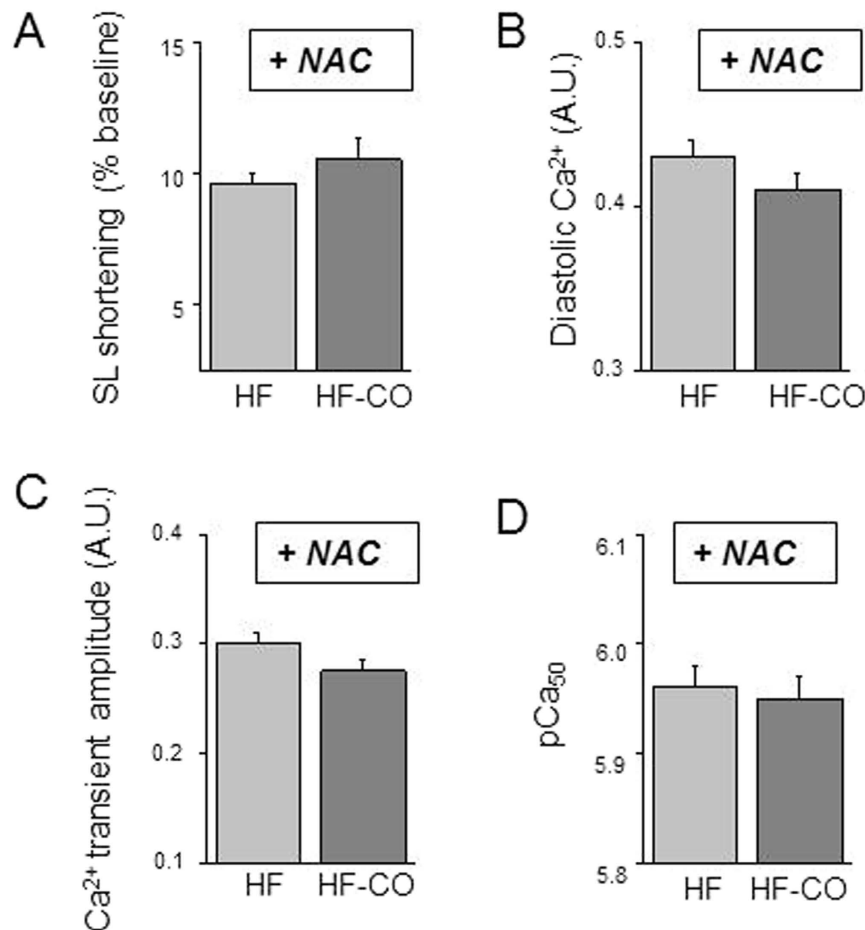 A
SL shortening (% baseline)
15
10
5
+ NAC
HF HF-CO
B
Diastolic Ca²⁺ (A.U.)
0.5
0.4
0.3
+ NAC
HF HF-CO
C
Ca²⁺ transient amplitude (A.U.)
0.4
0.3
0.2
0.1
+ NAC
HF HF-CO
D
pCa₅₀
6.1
6.0
5.9
5.8
+ NAC
HF HF-CO